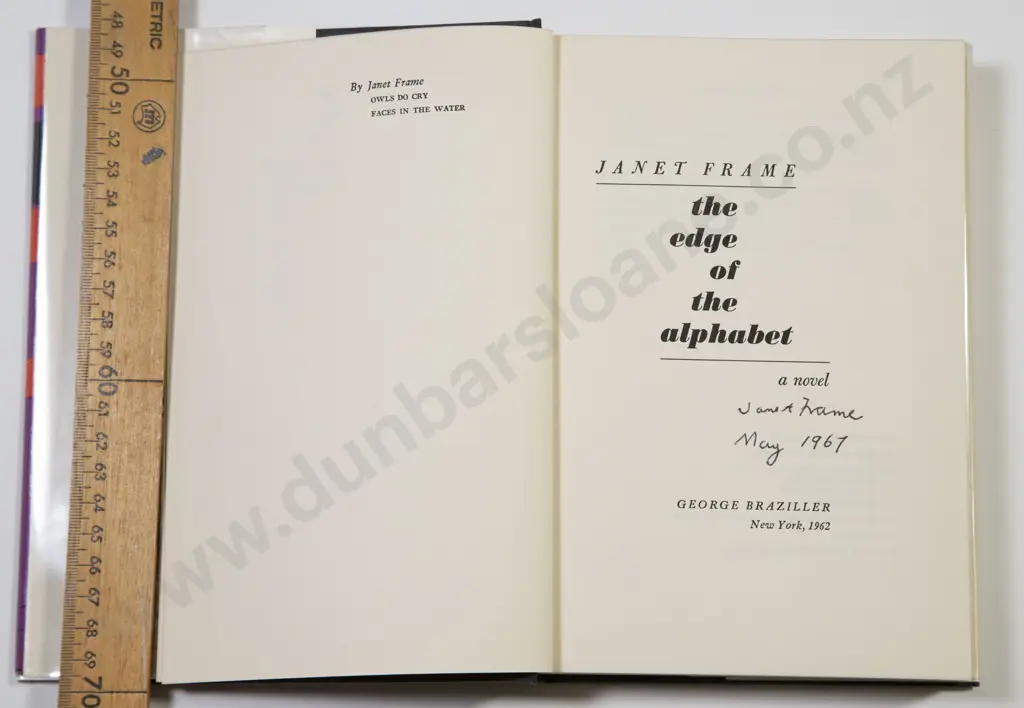 METRIC
48
49
50
51
52
53
54
55
56
57
58
59
60
61
62
63
64
65
66
67
68
69
70
By Janet Frame
OWLS DO CRY
FACES IN THE WATER
JANET FRAME
the
edge
of
the
alphabet
a novel
Janet Frame
May 1967
GEORGE BRAZILLER
New York, 1962
www.dunbarsloane.co.nz